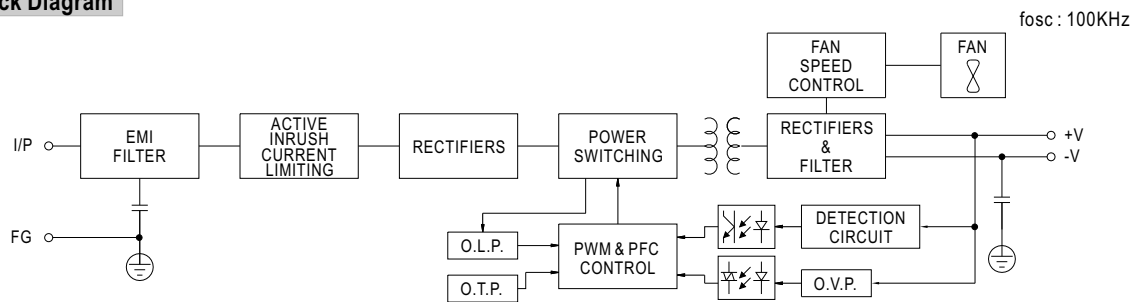 ck Diagram
fosc : 100KHz
FAN
SPEED
CONTROL
FAN
I/P
EMI
FILTER
ACTIVE
INRUSH
CURRENT
LIMITING
RECTIFIERS
POWER
SWITCHING
RECTIFIERS
&
FILTER
+V
-V
FG
O.L.P.
PWM & PFC
CONTROL
DETECTION
CIRCUIT
O.T.P.
O.V.P.